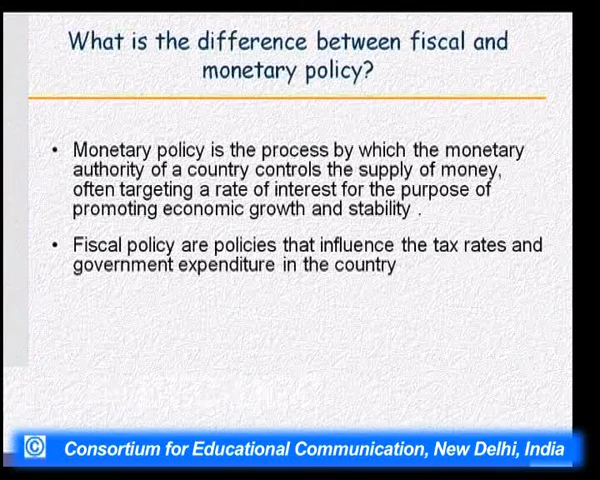 What is the difference between fiscal and
monetary policy?
• Monetary policy is the process by which the monetary
authority of a country controls the supply of money,
often targeting a rate of interest for the purpose of
promoting economic growth and stability .
• Fiscal policy are policies that influence the tax rates and
government expenditure in the country
© Consortium for Educational Communication, New Delhi, India